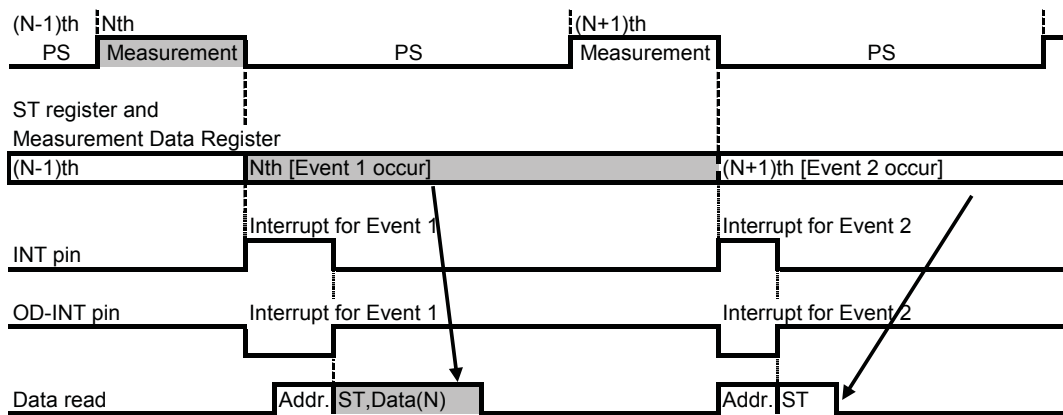 (N-1)th Nth (N+1)th
PS Measurement PS Measurement PS
ST register and
Measurement Data Register
(N-1)th Nth [Event 1 occur] (N+1)th [Event 2 occur]
Interrupt for Event 1 Interrupt for Event 2
INT pin
OD-INT pin Interrupt for Event 1 Interrupt for Event 2
Data read Addr. ST,Data(N) Addr. ST